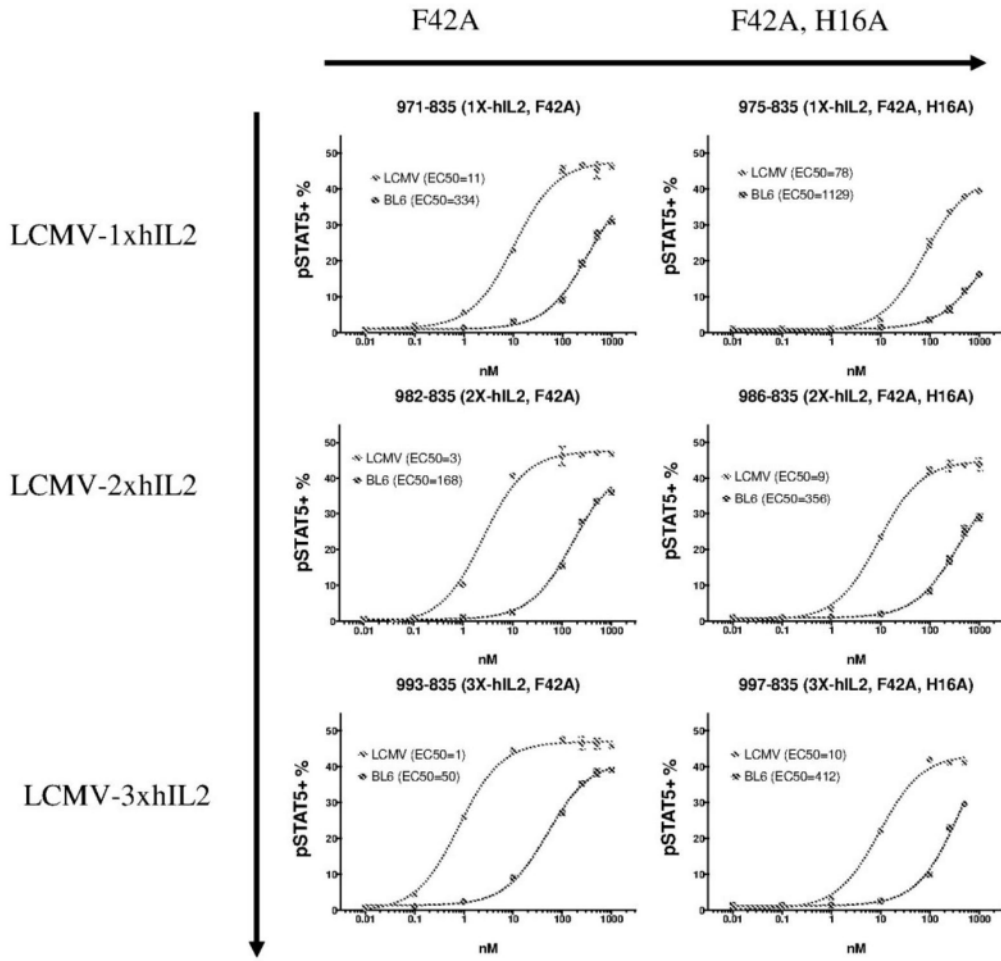 F42A
F42A, H16A
LCMV-1xhIL2
971-835 (1X-hIL2, F42A)
pSTAT5+ %
50
40
30
20
10
0
LCMV (EC50=11)
BL6 (EC50=334)
0.01 0.1 1 10 100 1000
nM
975-835 (1X-hIL2, F42A, H16A)
pSTAT5+ %
50
40
30
20
10
0
LCMV (EC50=78)
BL6 (EC50=1129)
0.01 0.1 1 10 100 1000
nM
LCMV-2xhIL2
982-835 (2X-hIL2, F42A)
pSTAT5+ %
50
40
30
20
10
0
LCMV (EC50=3)
BL6 (EC50=168)
0.01 0.1 1 10 100 1000
nM
986-835 (2X-hIL2, F42A, H16A)
pSTAT5+ %
50
40
30
20
10
0
LCMV (EC50=9)
BL6 (EC50=356)
0.01 0.1 1 10 100 1000
nM
LCMV-3xhIL2
993-835 (3X-hIL2, F42A)
pSTAT5+ %
50
40
30
20
10
0
LCMV (EC50=1)
BL6 (EC50=50)
0.01 0.1 1 10 100 1000
nM
997-835 (3X-hIL2, F42A, H16A)
pSTAT5+ %
50
40
30
20
10
0
LCMV (EC50=10)
BL6 (EC50=412)
0.01 0.1 1 10 100 1000
nM